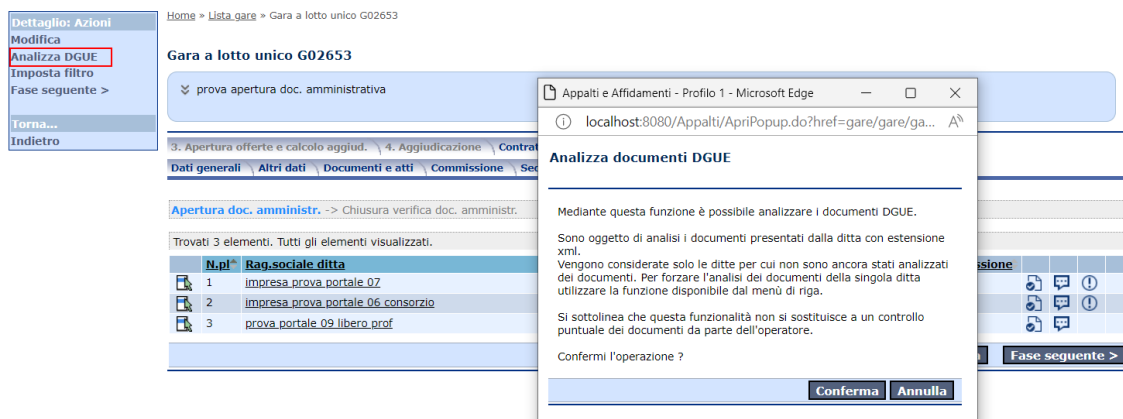 Dettaglio: Azioni
Modifica
Analizza DGUE
Imposta filtro
Fase seguente >
Torna...
Indietro
Home » Lista gare » Gara a lotto unico G02653
Gara a lotto unico G02653
prova apertura doc. amministrativa
3. Apertura offerte e calcolo aggiud. 4. Aggiudicazione Contrat
Dati generali Altri dati Documenti e atti Commissione Sed
Apertura doc. amministr. -> Chiusura verifica doc. amministr.
Trovati 3 elementi. Tutti gli elementi visualizzati.
N.pl Rag.sociale ditta ssione
1 impresa prova portale 07
2 impresa prova portale 06 consorzio
3 prova portale 09 libero prof
Fase seguente >
Appalti e Affidamenti - Profilo 1 - Microsoft Edge
localhost:8080/Appalti/ApriPopup.do?href=gare/gare/ga...
Analizza documenti DGUE
Mediante questa funzione è possibile analizzare i documenti DGUE.
Sono oggetto di analisi i documenti presentati dalla ditta con estensione
xml.
Vengono considerate solo le ditte per cui non sono ancora stati analizzati
dei documenti. Per forzare l'analisi dei documenti della singola ditta
utilizzare la funzione disponibile dal menù di riga.
Si sottolinea che questa funzionalità non si sostituisce a un controllo
puntuale dei documenti da parte dell'operatore.
Confermi l'operazione ?
Conferma Annulla